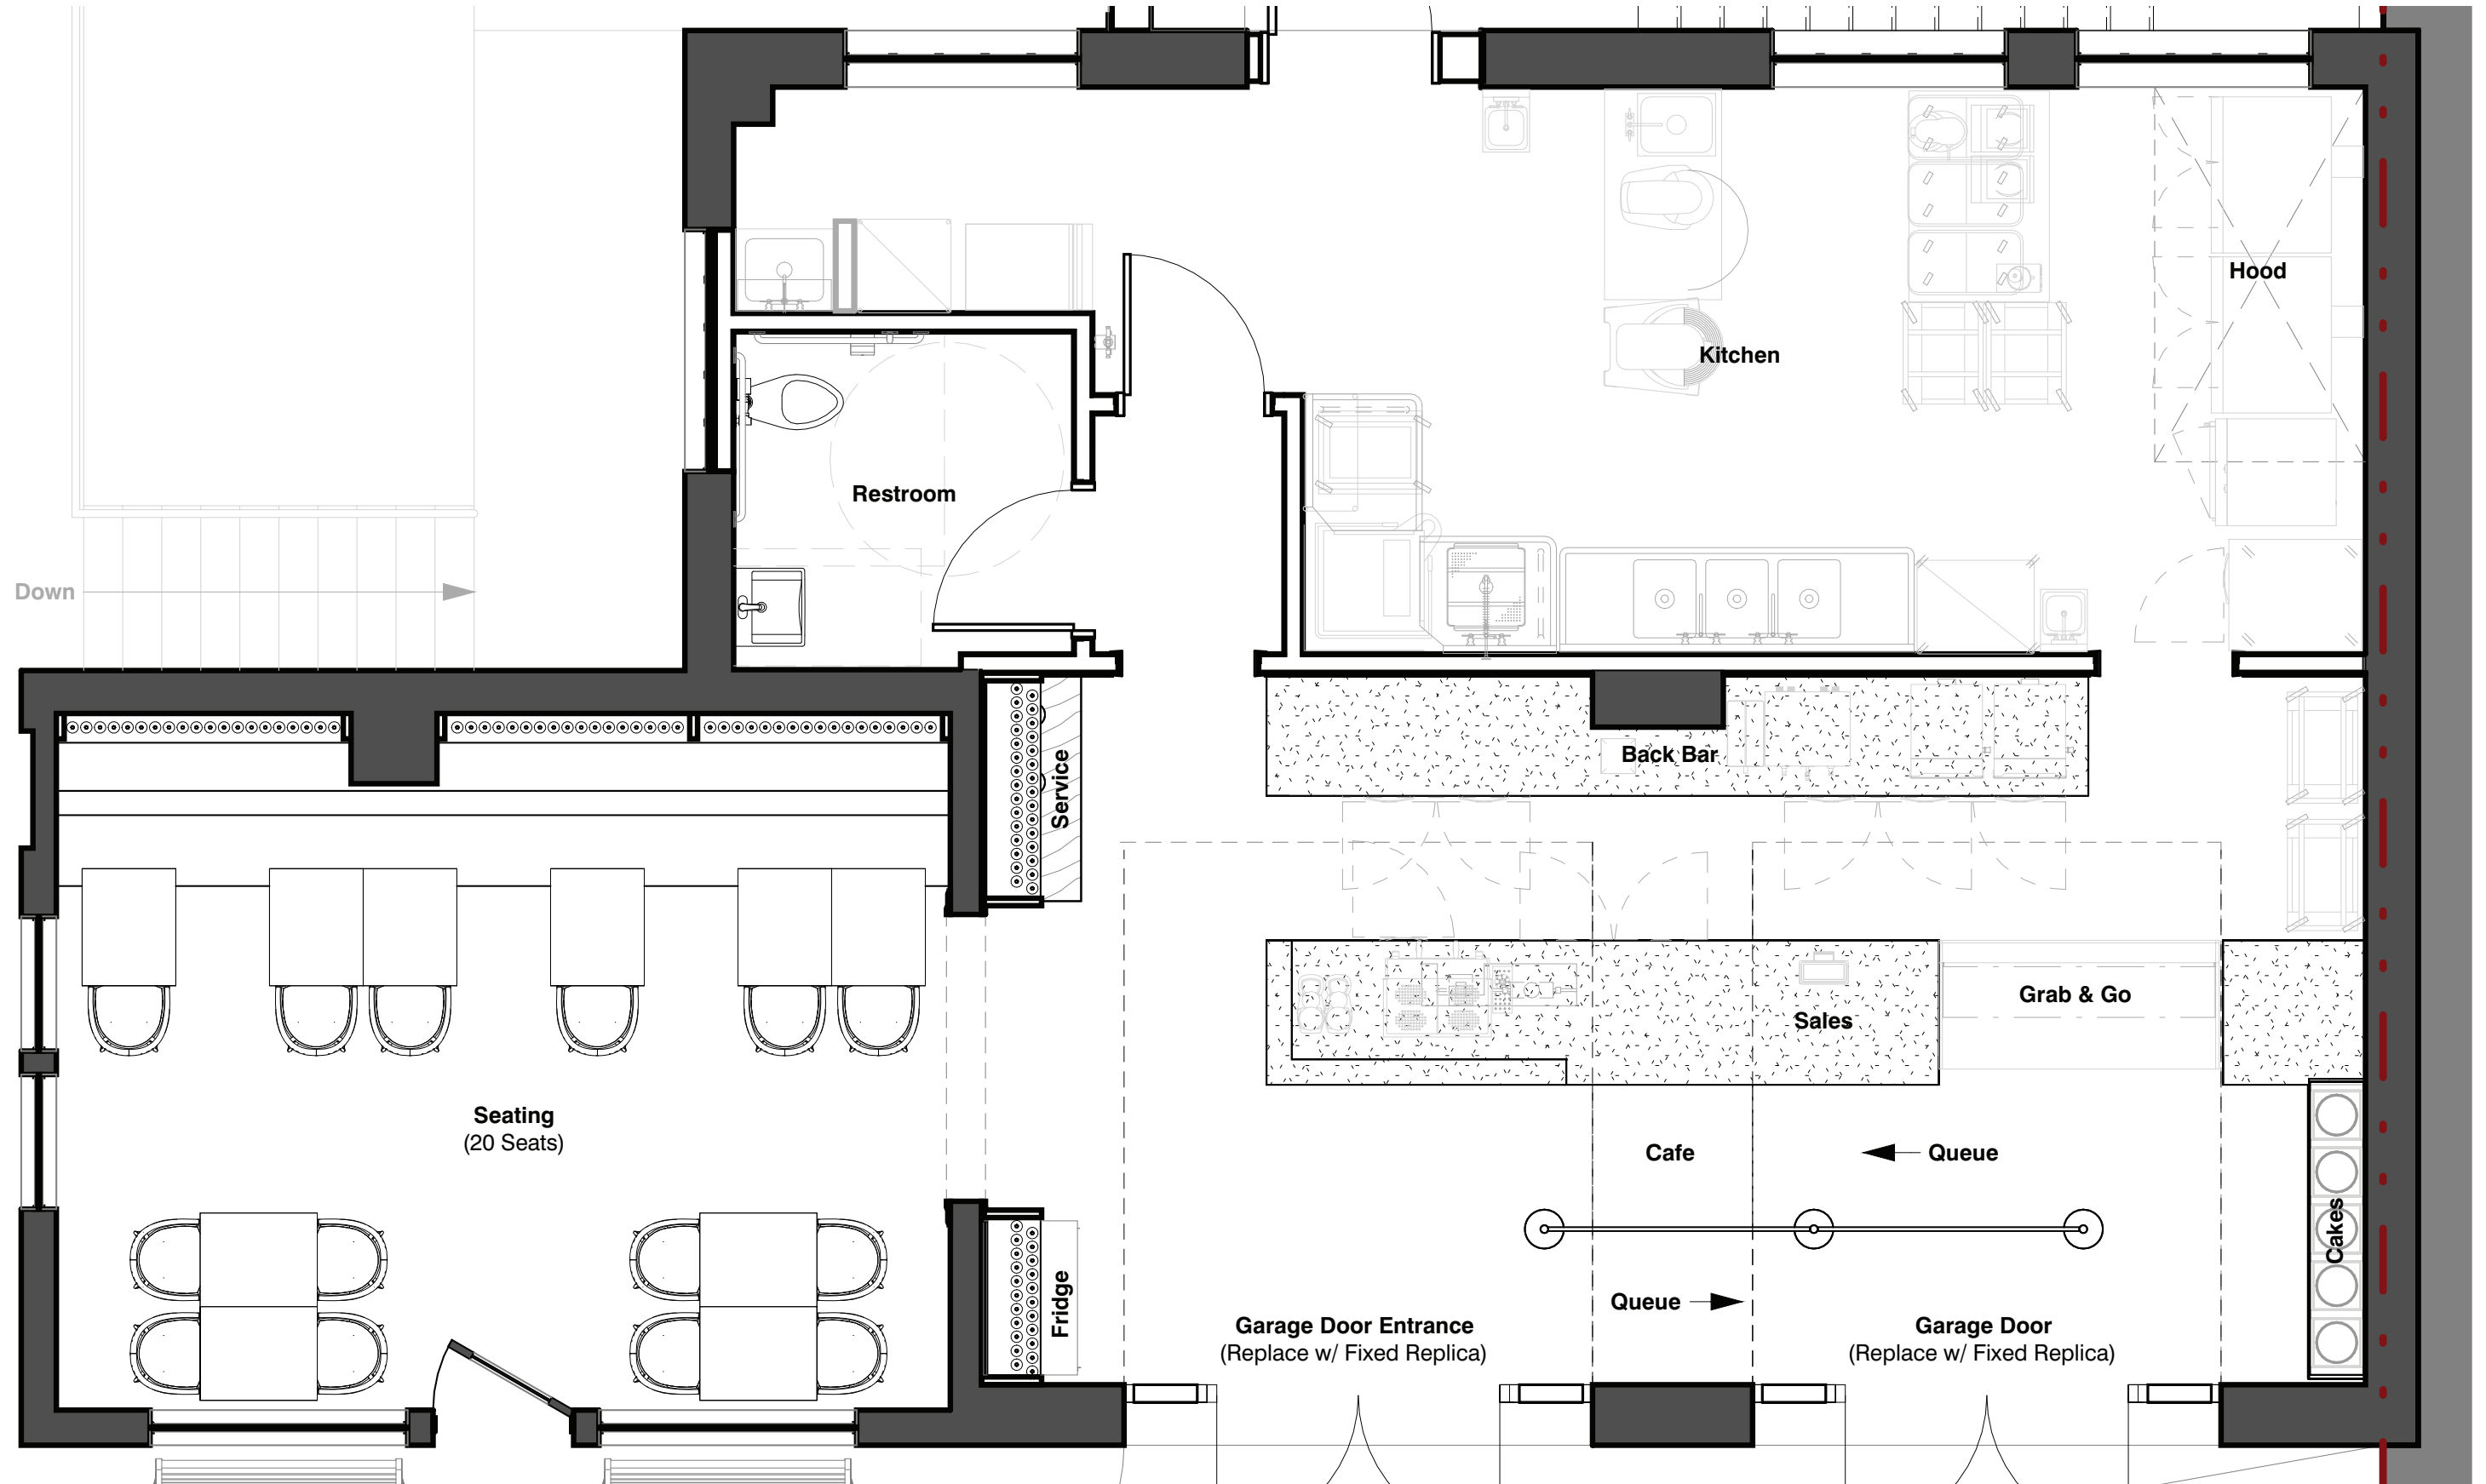 Hood
Kitchen
Restroom
Down
Service
Back Bar
Grab & Go
Sales
Seating
(20 Seats)
Cafe
Queue
Cakes
Queue
Fridge
Garage Door Entrance
(Replace w/ Fixed Replica)
Garage Door
(Replace w/ Fixed Replica)